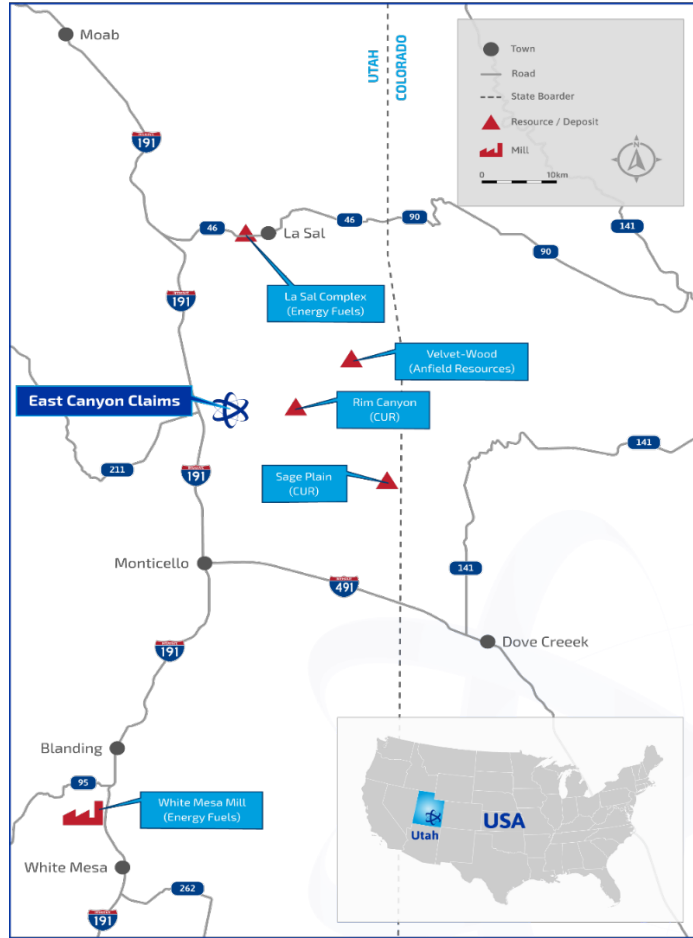 Moab
UTAH
COLORADO
Town
Road
State Boarder
Resource / Deposit
Mill
0 10km
191
46
La Sal
46
90
141
90
La Sal Complex
(Energy Fuels)
191
Velvet-Wood
(Anfield Resources)
East Canyon Claims
Rim Canyon
(CUR)
141
211
191
Sage Plain
(CUR)
Monticello
491
141
Dove Creeek
191
Blanding
95
White Mesa Mill
(Energy Fuels)
USA
Utah
White Mesa
262
191